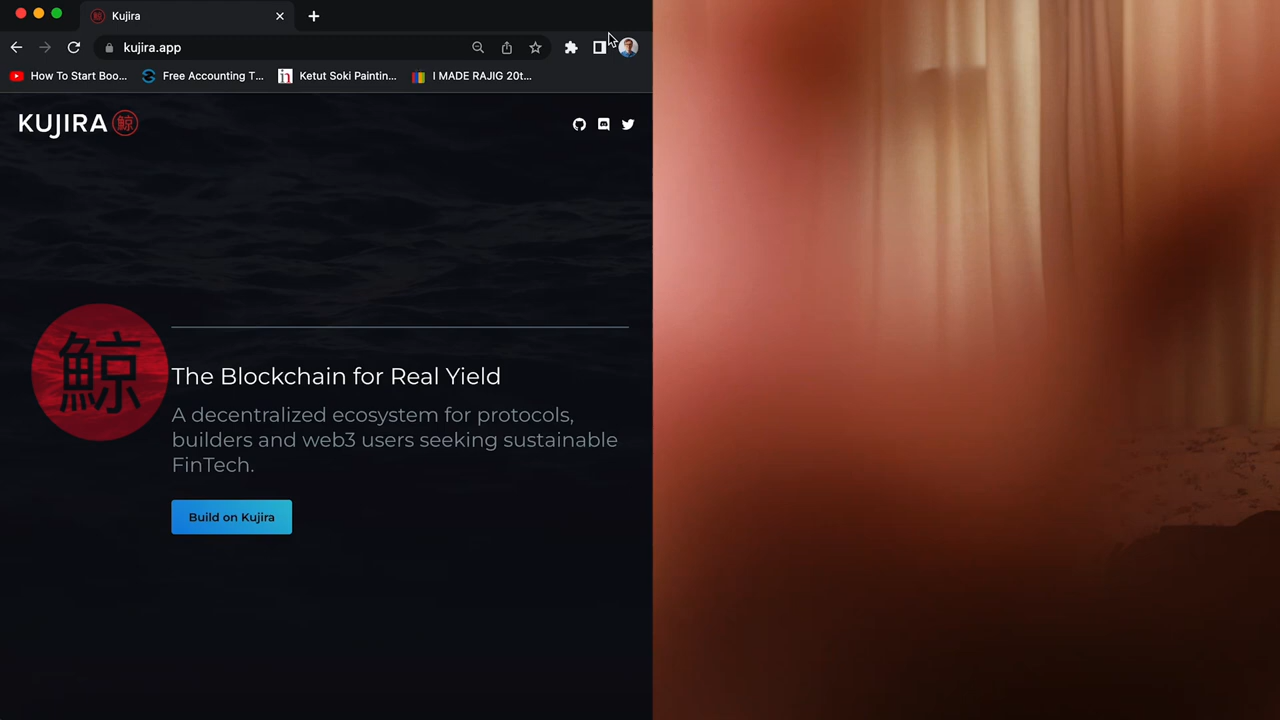 Kujira
kujira.app
How To Start Boo...
Free Accounting T...
Ketut Soki Paintin...
I MADE RAJIG 20t...
KUJIRA 鯨
鯨
The Blockchain for Real Yield
A decentralized ecosystem for protocols,
builders and web3 users seeking sustainable
FinTech.
Build on Kujira